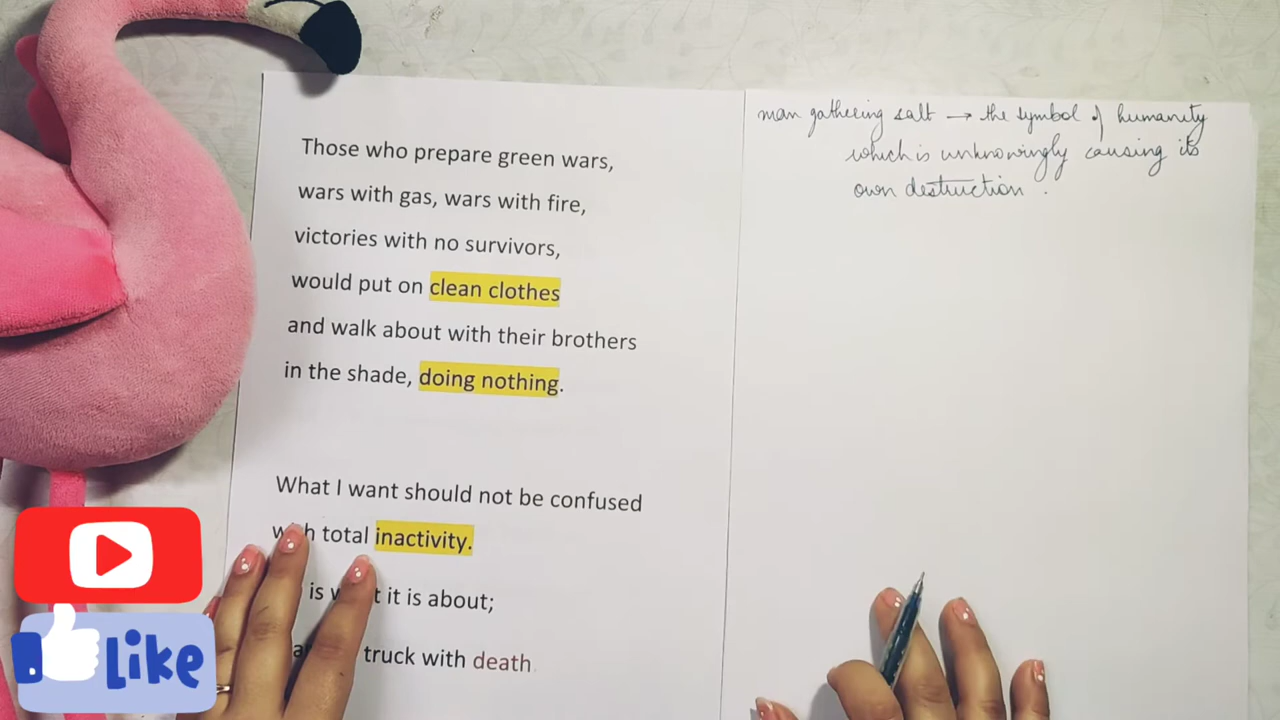 Those who prepare green wars,
wars with gas, wars with fire,
victories with no survivors,
would put on clean clothes
and walk about with their brothers
in the shade, doing nothing.
What I want should not be confused
total inactivity.
is it is about;
truck with death
man gathering salt → the symbol of humanity
which is unknowingly causing its
own destruction.
Like